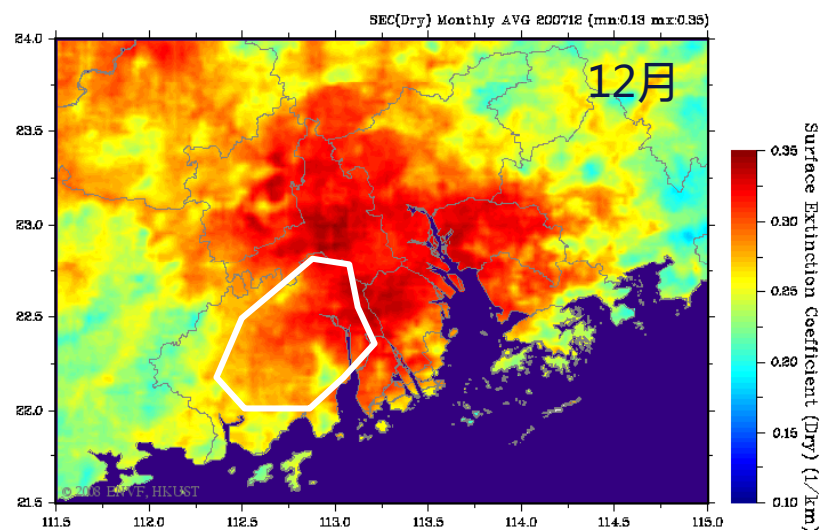 SEC(Dry) Monthly AVG 200712 (mn:0.13 mx:0.35)
12月
24.0
23.5
23.0
22.5
22.0
21.5
111.5 112.0 112.5 113.0 113.5 114.0 114.5 115.0
0.35
0.30
0.25
0.20
0.15
0.10
Surface Extinction Coefficient (Dry) (1/km)
© 2008 ENVF, HKUST